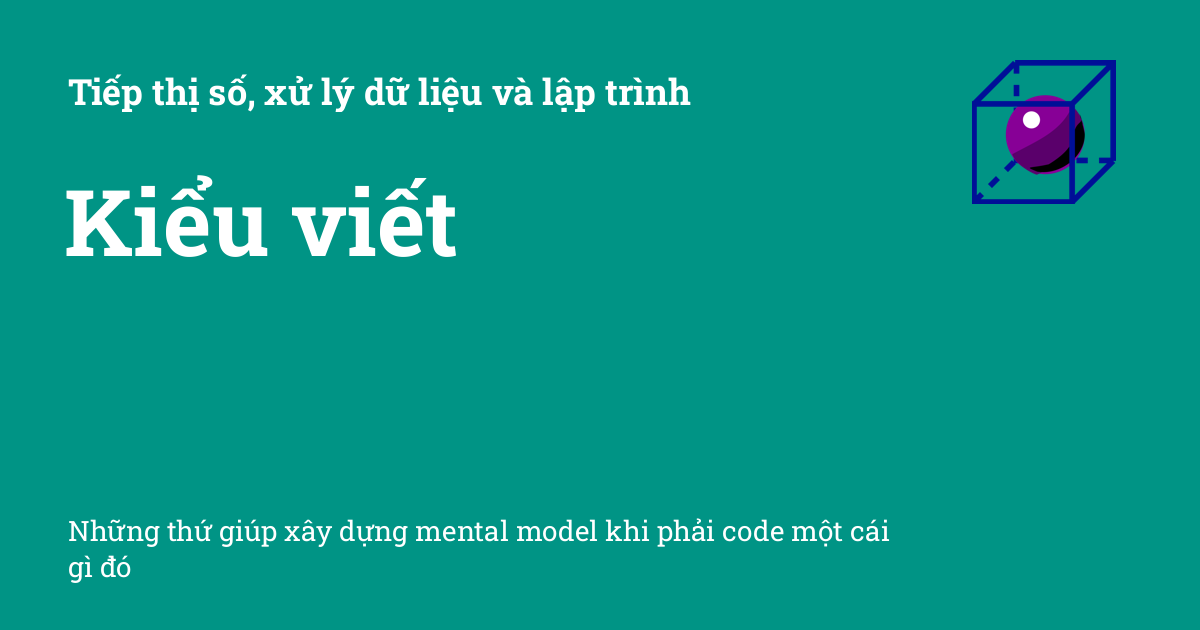 Tiếp thị số, xử lý dữ liệu và lập trình
Kiểu viết
Những thứ giúp xây dựng mental model khi phải code một cái
gì đó